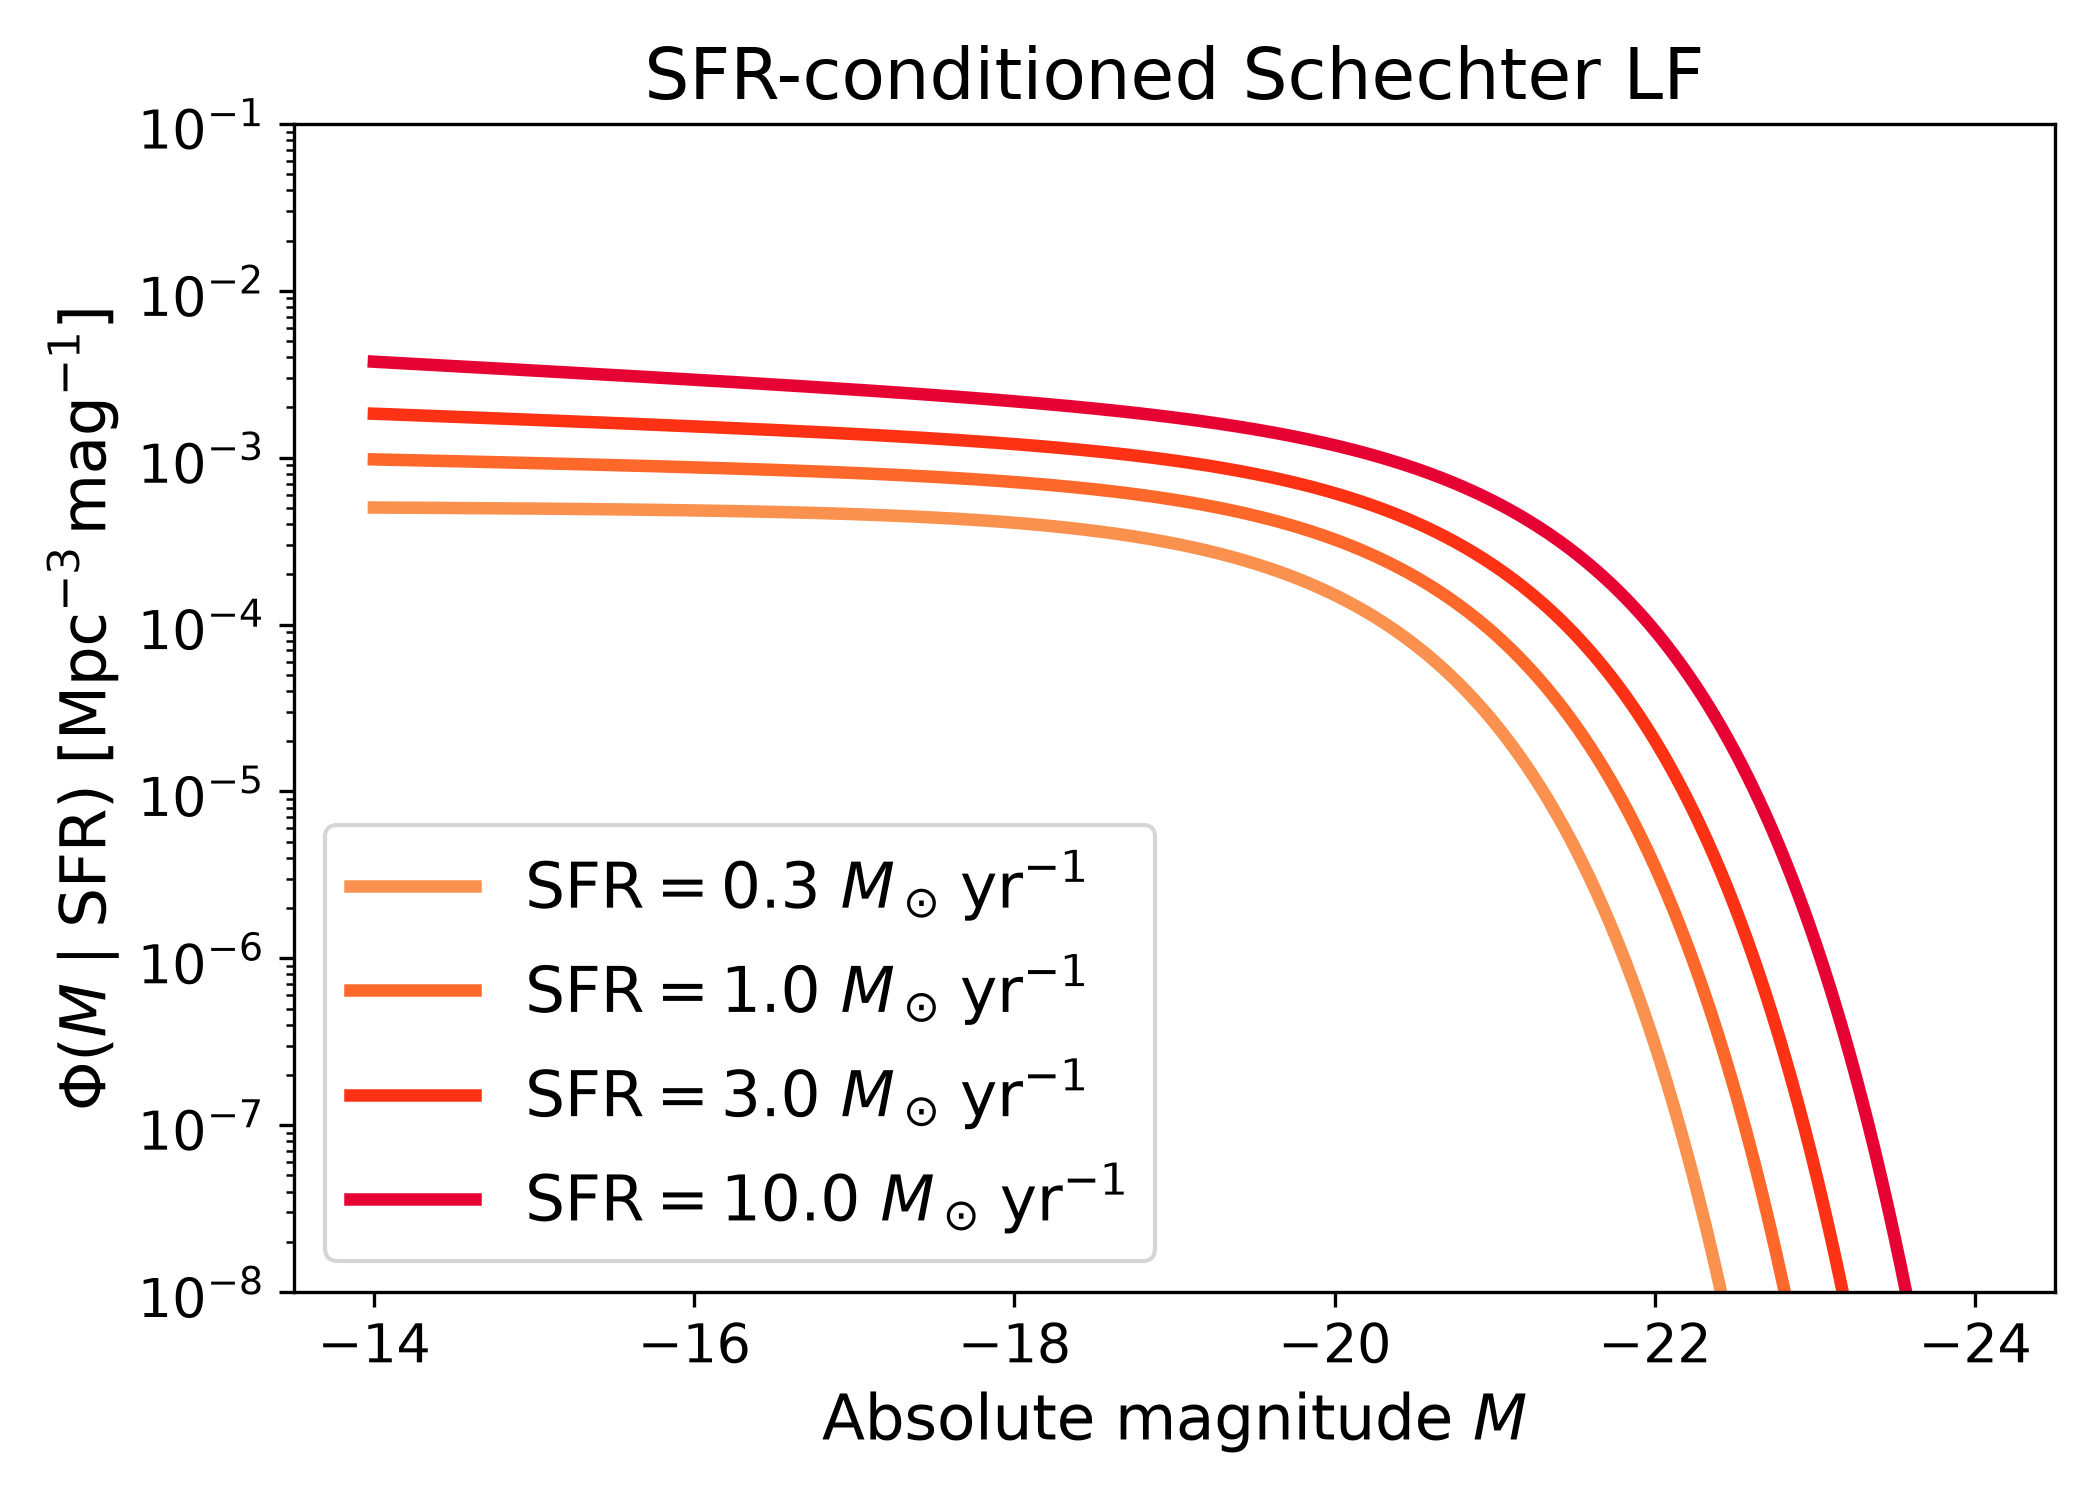 SFR-conditioned Schechter LF
10⁻¹
10⁻²
10⁻³
10⁻⁴
10⁻⁵
10⁻⁶
10⁻⁷
10⁻⁸
Φ(M | SFR) [Mpc⁻³ mag⁻¹]
SFR = 0.3 M⊙ yr⁻¹
SFR = 1.0 M⊙ yr⁻¹
SFR = 3.0 M⊙ yr⁻¹
SFR = 10.0 M⊙ yr⁻¹
−14 −16 −18 −20 −22 −24
Absolute magnitude M